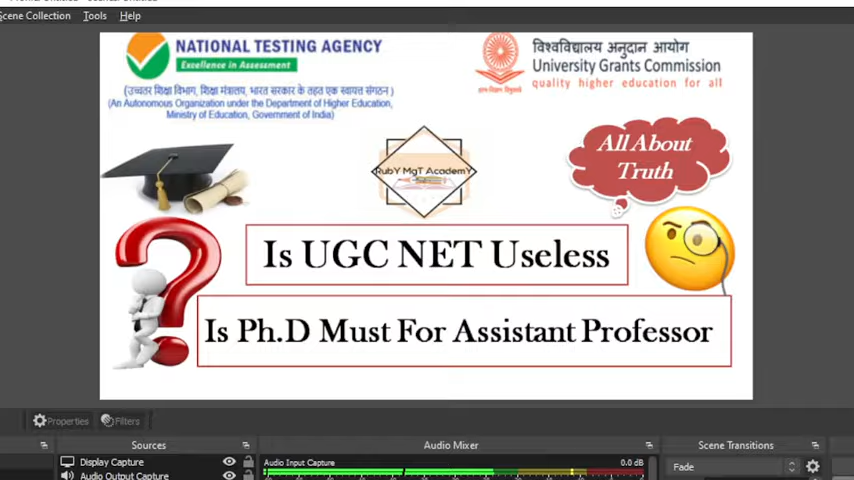 Scene Collection Tools Help
NATIONAL TESTING AGENCY
Excellence in Assessment
(उच्चतर शिक्षा विभाग, शिक्षा मंत्रालय, भारत सरकार के तहत एक स्वायत्त संगठन)
(An Autonomous Organization under the Department of Higher Education,
Ministry of Education, Government of India)
विश्वविद्यालय अनुदान आयोग
University Grants Commission
quality higher education for all
ज्ञान-विज्ञान विमुक्तये
RubY MgT AcademY
All About
Truth
Is UGC NET Useless
Is Ph.D Must For Assistant Professor
Properties Filters
Sources Audio Mixer Scene Transitions
Display Capture
Audio Output Capture
Audio Input Capture 0.0 dB
Fade